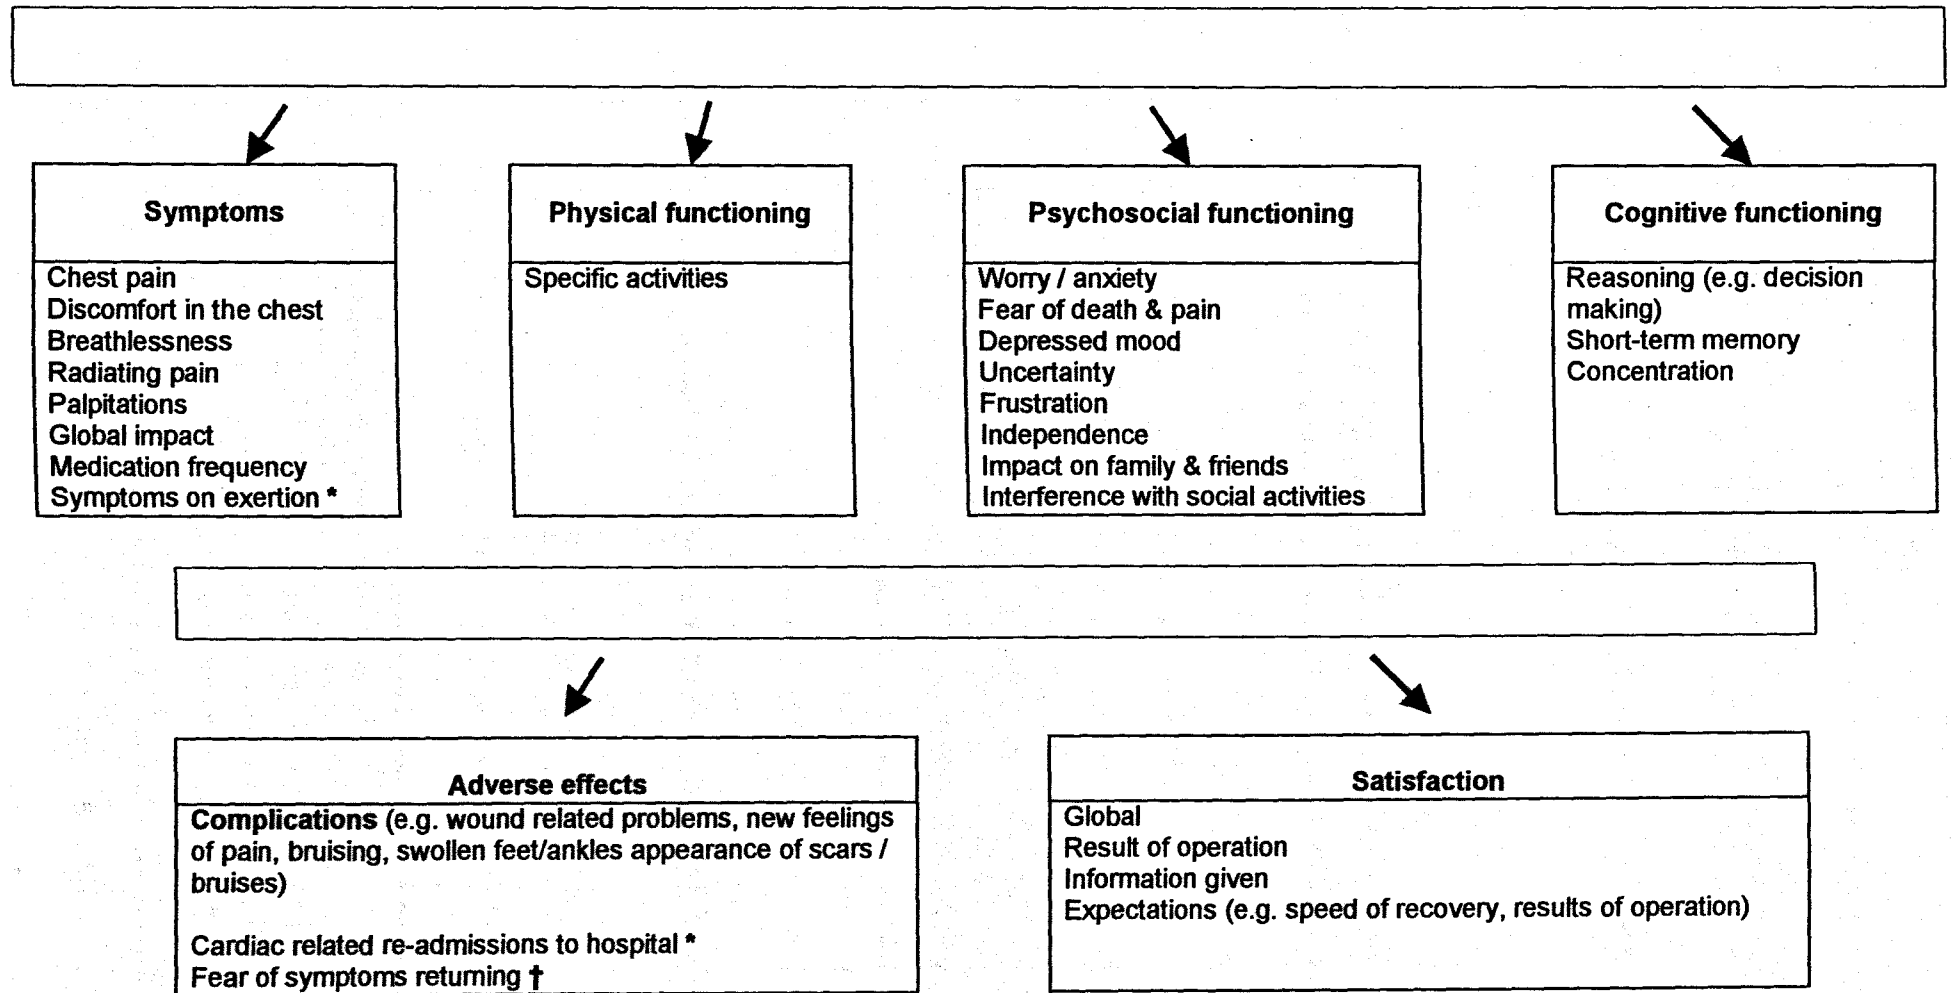 Symptoms
Chest pain
Discomfort in the chest
Breathlessness
Radiating pain
Palpitations
Global impact
Medication frequency
Symptoms on exertion *
Physical functioning
Specific activities
Psychosocial functioning
Worry / anxiety
Fear of death & pain
Depressed mood
Uncertainty
Frustration
Independence
Impact on family & friends
Interference with social activities
Cognitive functioning
Reasoning (e.g. decision
making)
Short-term memory
Concentration
Adverse effects
Complications (e.g. wound related problems, new feelings
of pain, bruising, swollen feet/ankles appearance of scars /
bruises)
Cardiac related re-admissions to hospital *
Fear of symptoms returning †
Satisfaction
Global
Result of operation
Information given
Expectations (e.g. speed of recovery, results of operation)